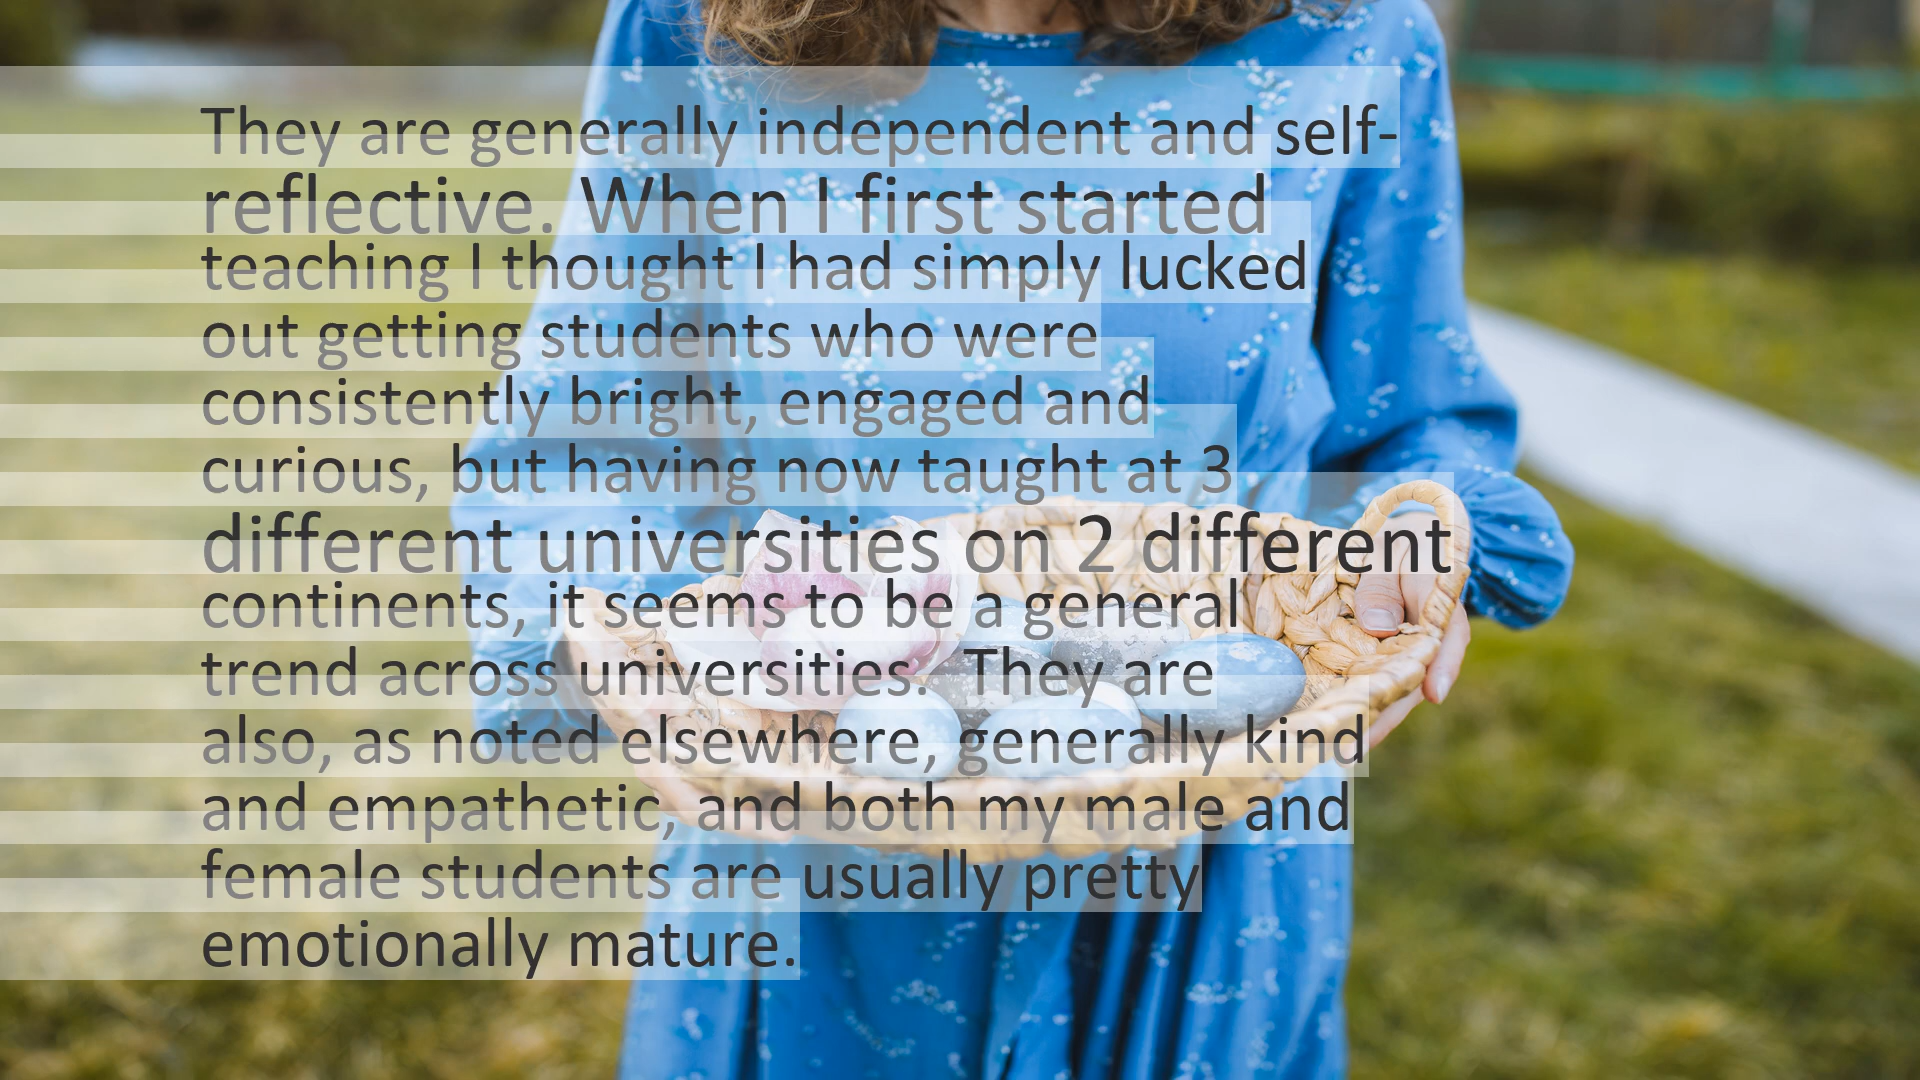 They are generally independent and self-
reflective. When I first started
teaching I thought I had simply lucked
out getting students who were
consistently bright, engaged and
curious, but having now taught at 3
different universities on 2 different
continents, it seems to be a general
trend across universities.  They are
also, as noted elsewhere, generally kind
and empathetic, and both my male and
female students are usually pretty
emotionally mature.